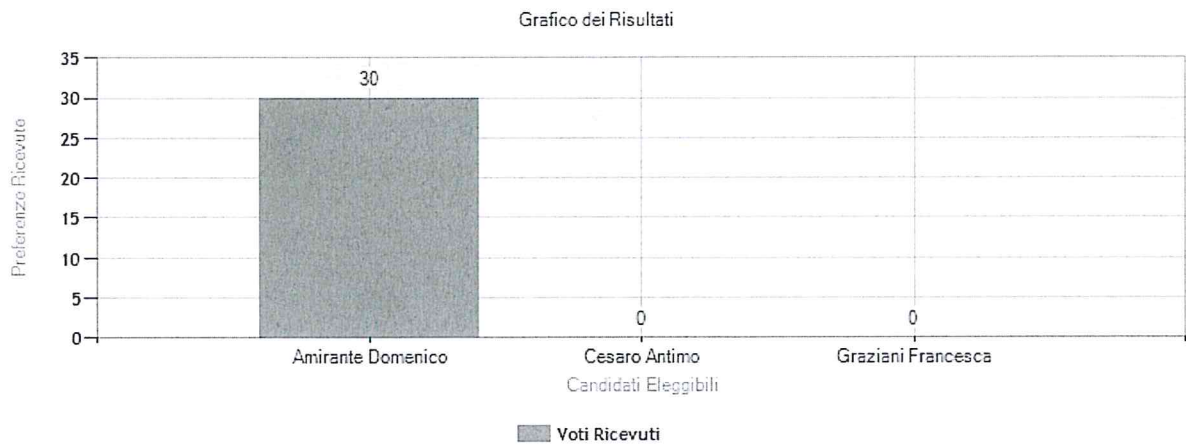 Grafico dei Risultati
Preferenze Ricevute
35
30
25
20
15
10
5
0
30
0
0
Amirante Domenico
Cesaro Antimo
Graziani Francesca
Candidati Eleggibili
Voti Ricevuti